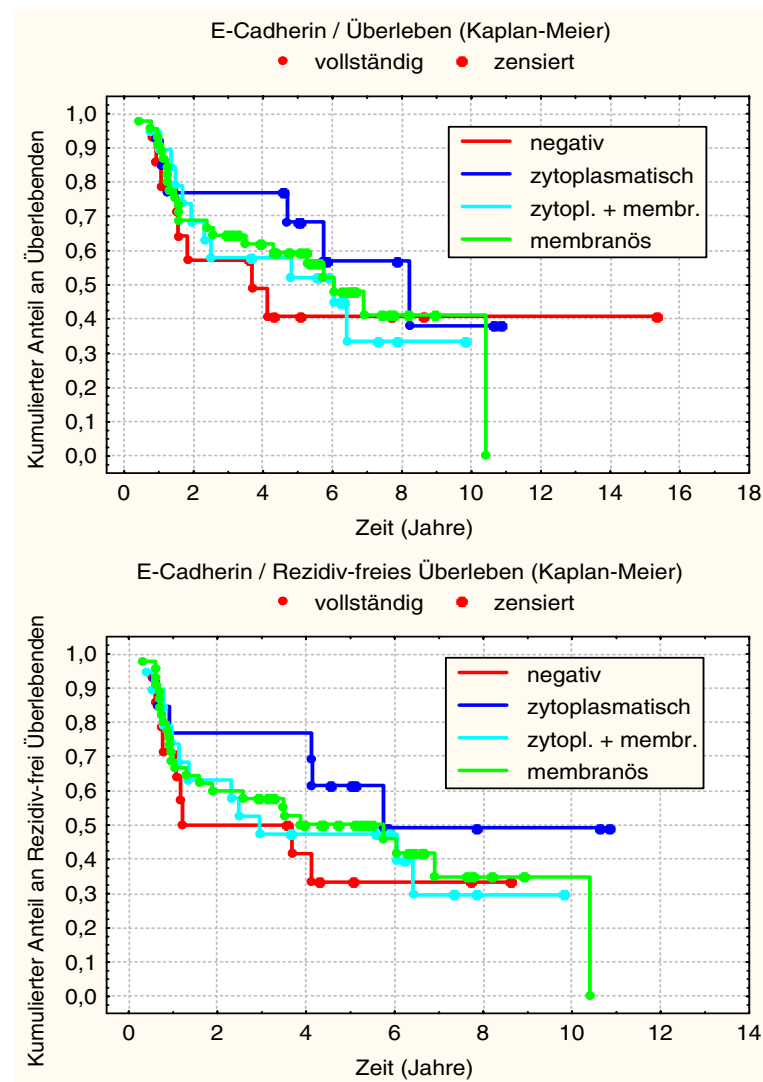 E-Cadherin / Überleben (Kaplan-Meier)
vollständig zensiert
Kumulierter Anteil an Überlebenden
1,0
0,9
0,8
0,7
0,6
0,5
0,4
0,3
0,2
0,1
0,0
negativ
zytoplasmatisch
zytopl. + membr.
membranös
0 2 4 6 8 10 12 14 16 18
Zeit (Jahre)
E-Cadherin / Rezidiv-freies Überleben (Kaplan-Meier)
vollständig zensiert
Kumulierter Anteil an Rezidiv-frei Überlebenden
1,0
0,9
0,8
0,7
0,6
0,5
0,4
0,3
0,2
0,1
0,0
negativ
zytoplasmatisch
zytopl. + membr.
membranös
0 2 4 6 8 10 12 14
Zeit (Jahre)